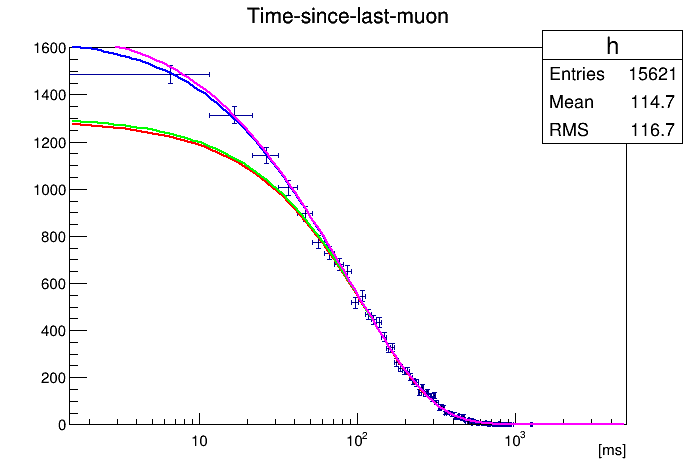 Time-since-last-muon
h
Entries 15621
Mean 114.7
RMS 116.7
1600
1400
1200
1000
800
600
400
200
0
10 10² 10³
[ms]